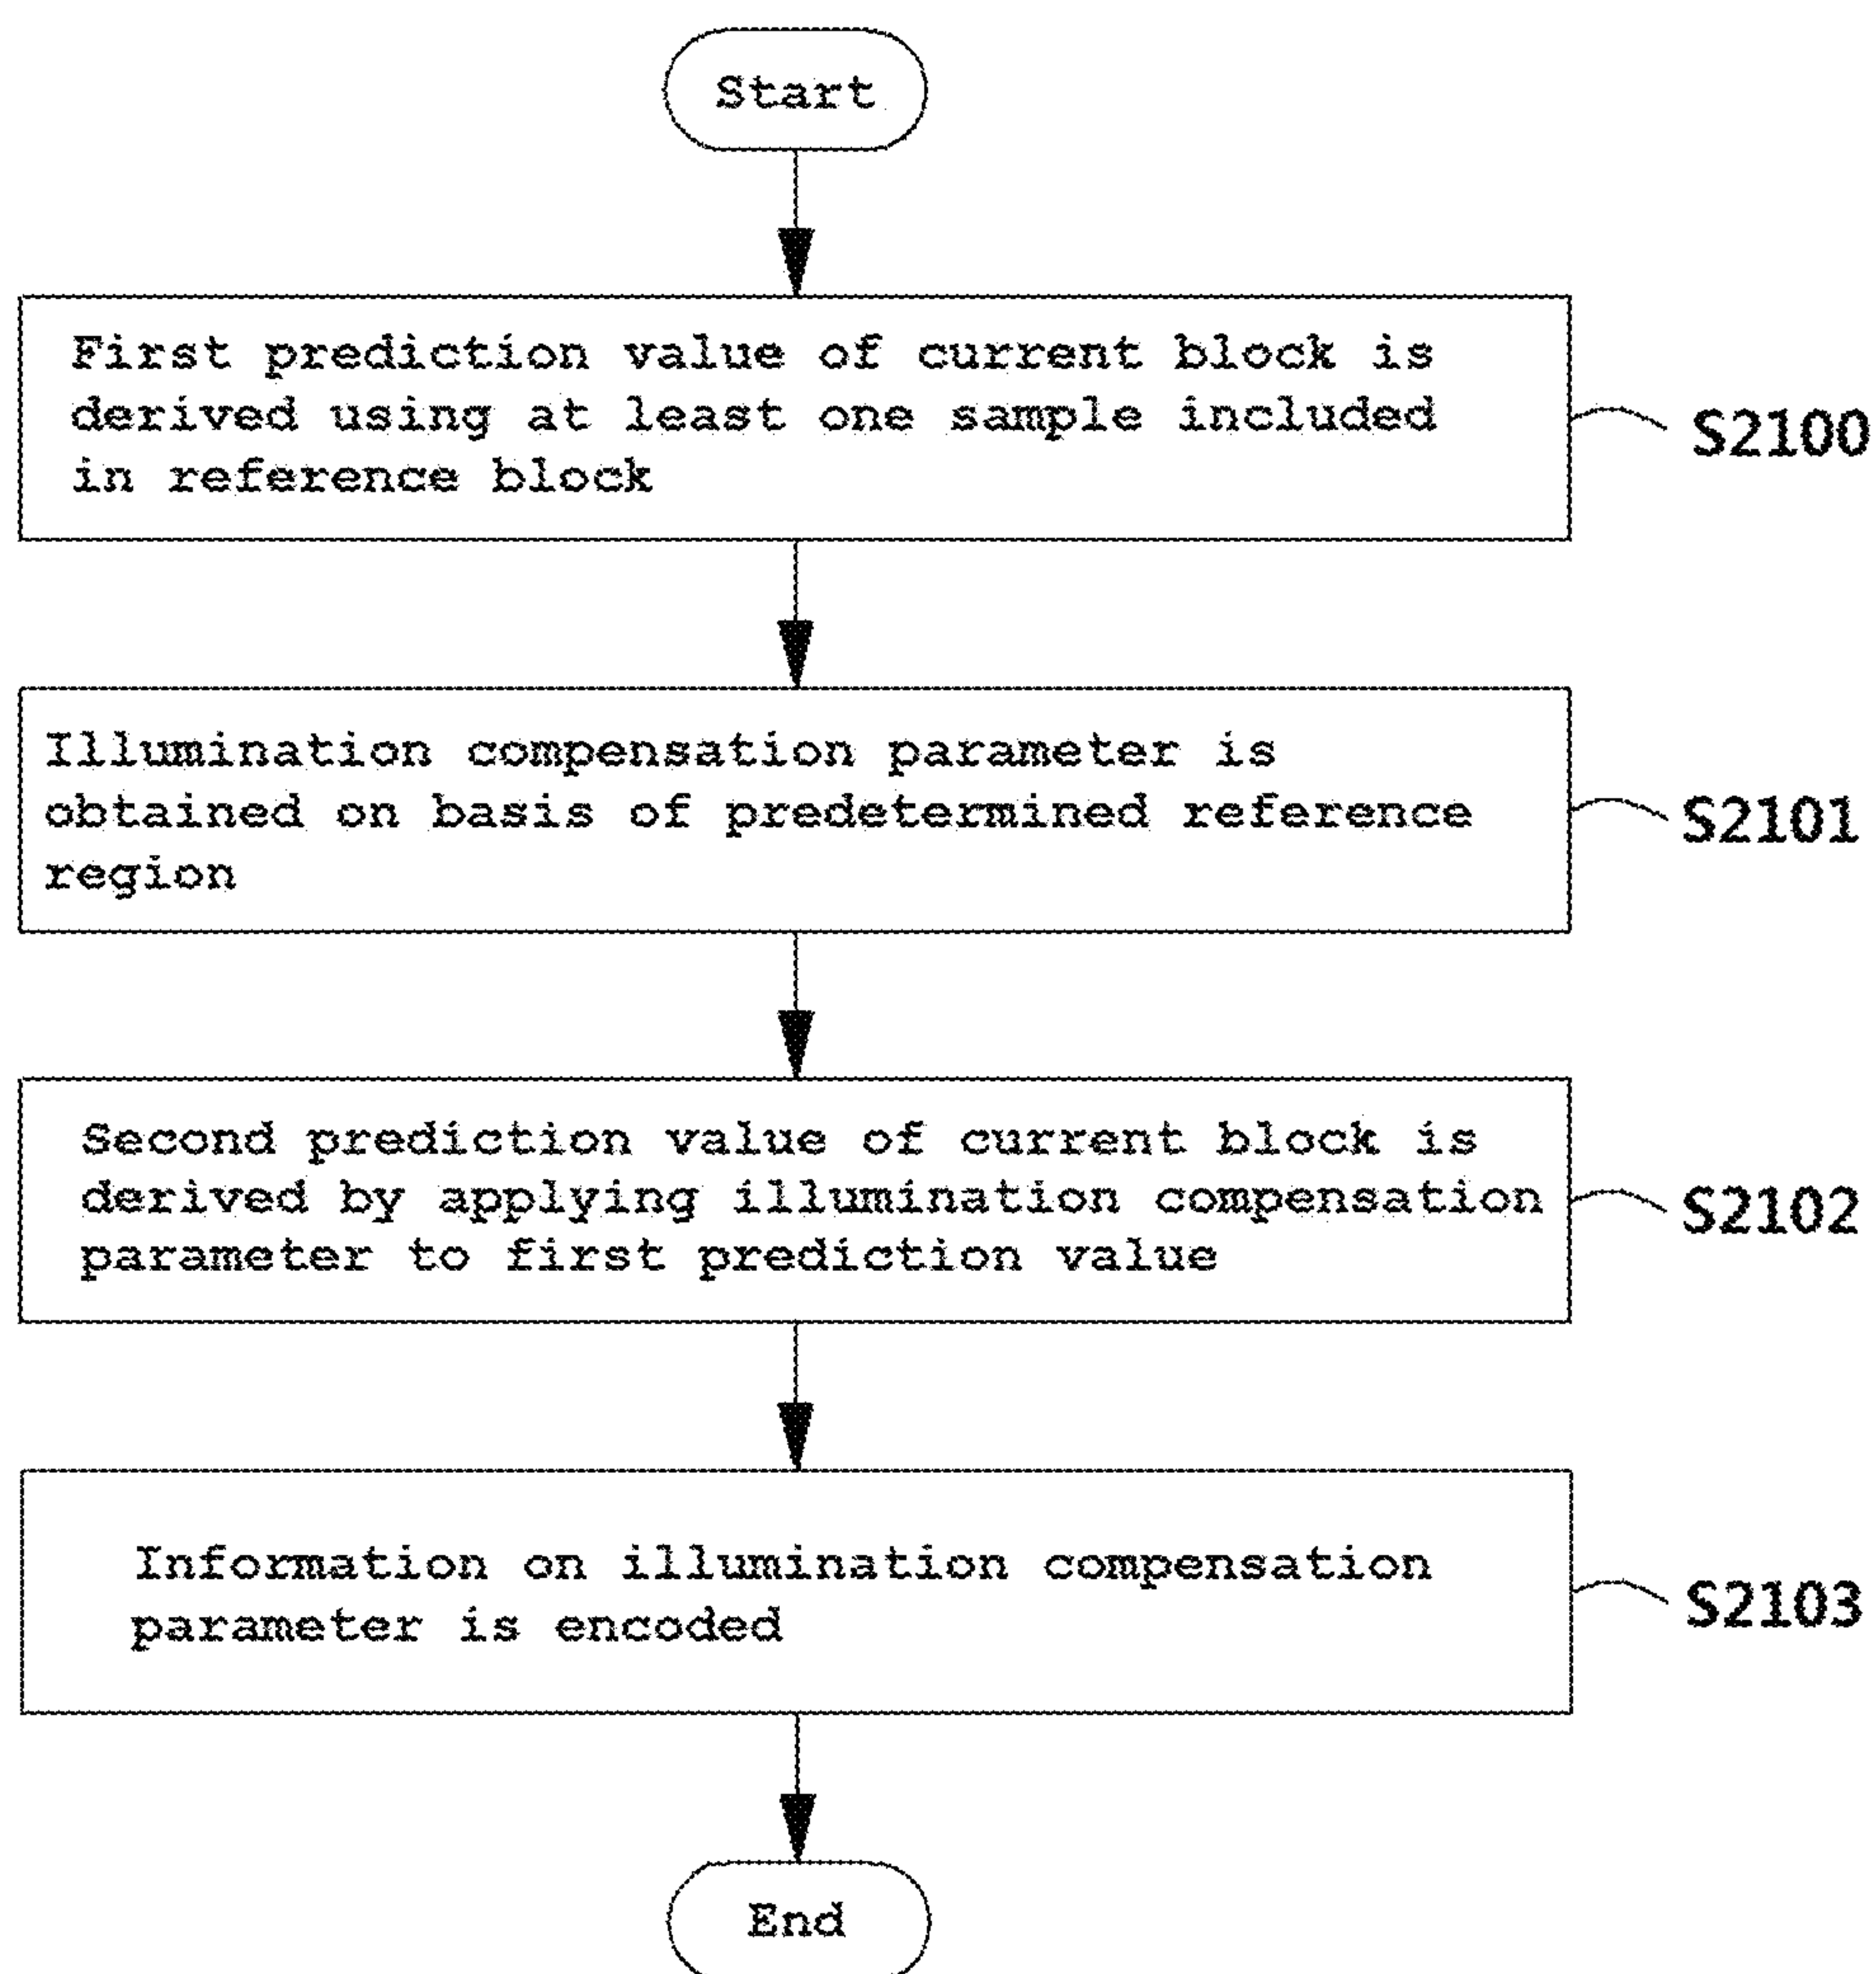 Start
First prediction value of current block is
derived using at least one sample included
in reference block
S2100
Illumination compensation parameter is
obtained on basis of predetermined reference
region
S2101
Second prediction value of current block is
derived by applying illumination compensation
parameter to first prediction value
S2102
Information on illumination compensation
parameter is encoded
S2103
End